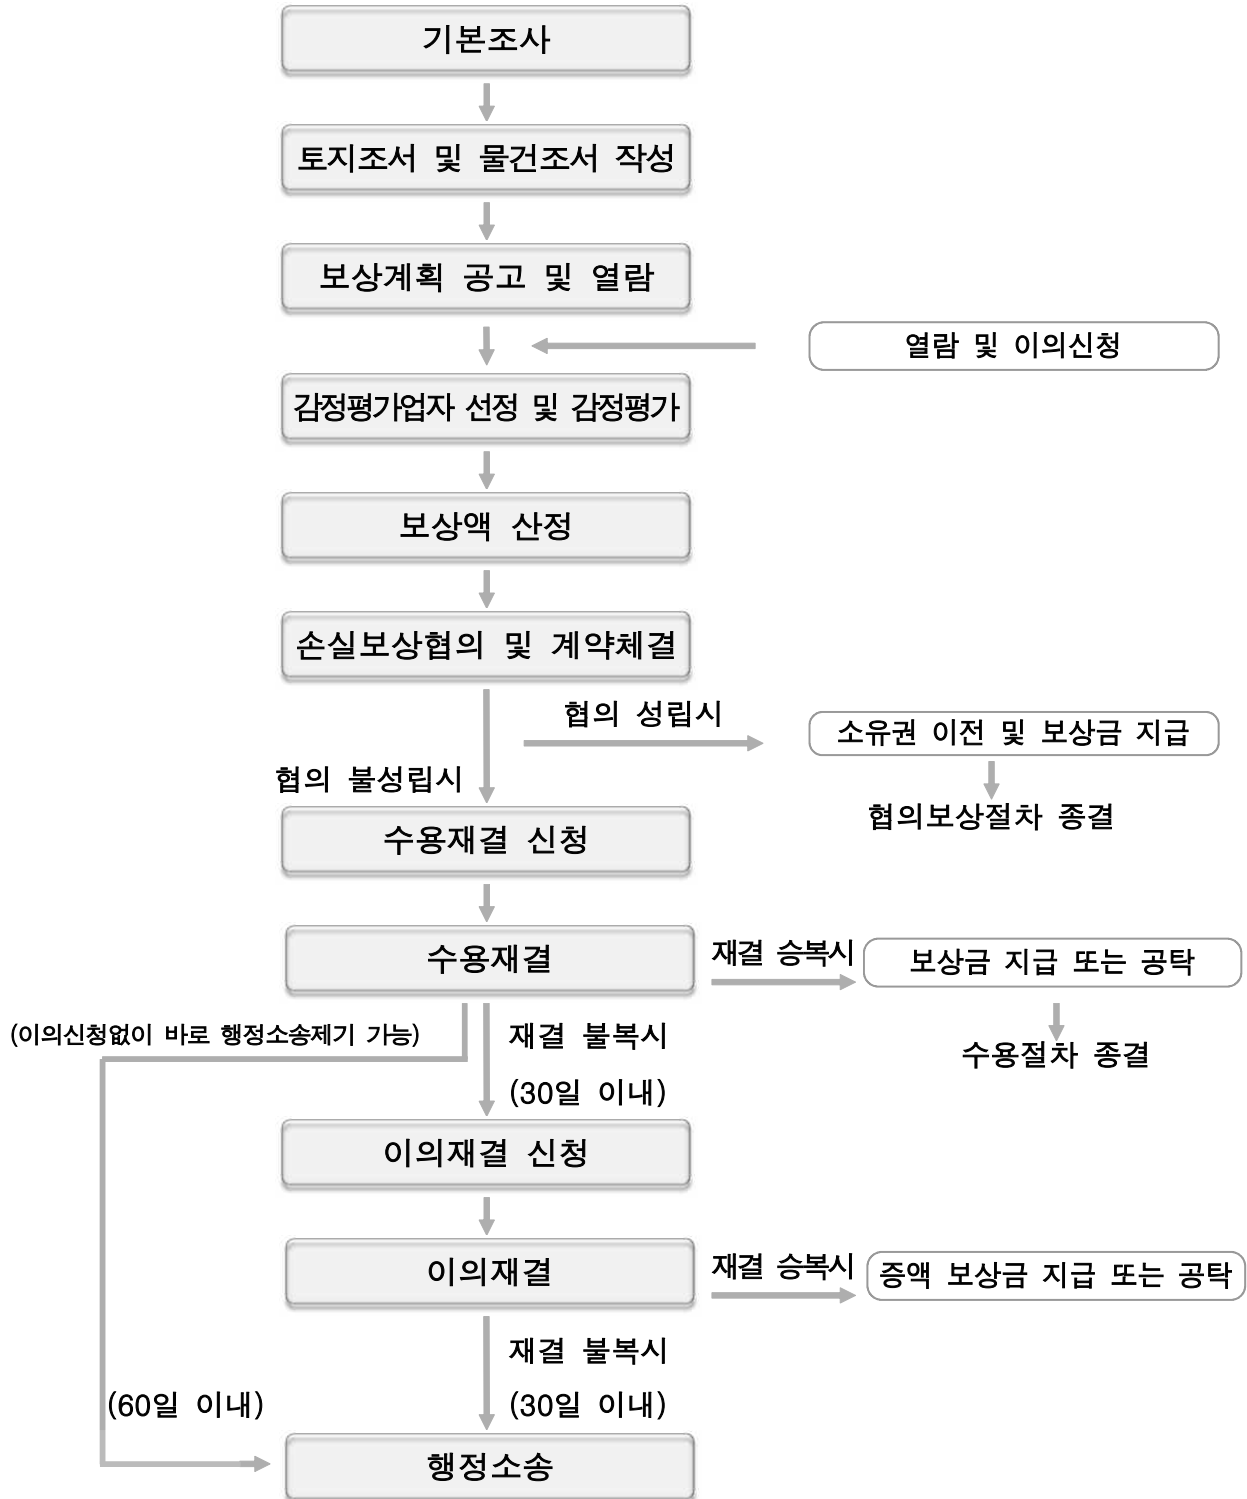 기본조사
토지조서 및 물건조서 작성
보상계획 공고 및 열람
열람 및 이의신청
감정평가업자 선정 및 감정평가
보상액 산정
손실보상협의 및 계약체결
협의 성립시
소유권 이전 및 보상금 지급
협의 불성립시
협의보상절차 종결
수용재결 신청
수용재결
재결 승복시
보상금 지급 또는 공탁
(이의신청없이 바로 행정소송제기 가능)
재결 불복시
수용절차 종결
(30일 이내)
이의재결 신청
이의재결
재결 승복시
증액 보상금 지급 또는 공탁
재결 불복시
(60일 이내)
(30일 이내)
행정소송